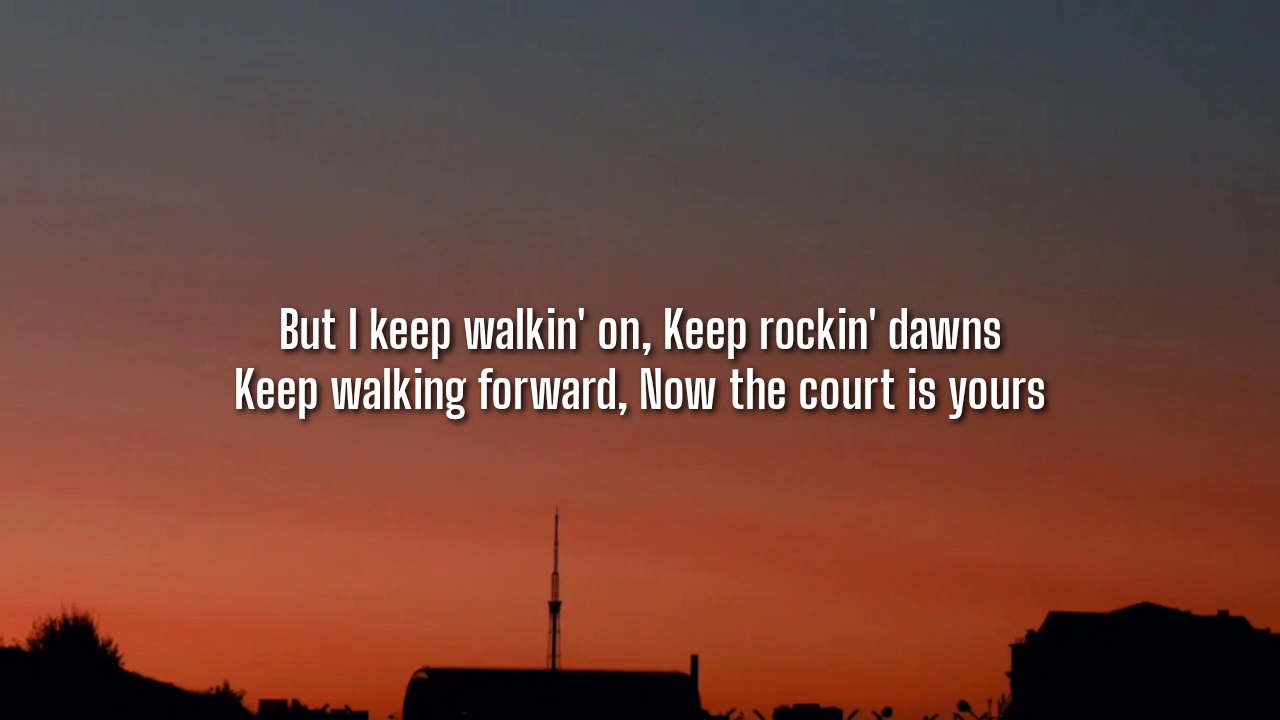 But I keep walkin' on, Keep rockin' dawns
Keep walking forward, Now the court is yours